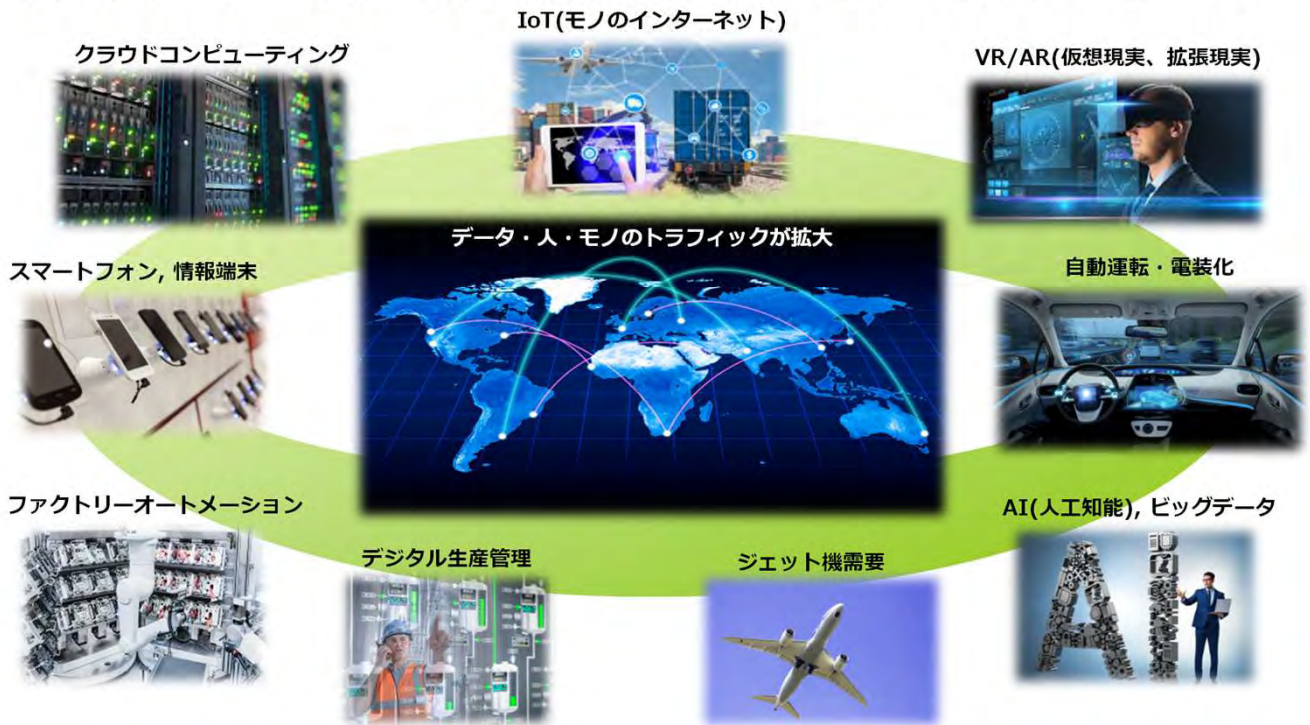 IoT(モノのインターネット)
クラウドコンピューティング
VR/AR(仮想現実、拡張現実)
データ・人・モノのトラフィックが拡大
スマートフォン, 情報端末
自動運転・電装化
ファクトリーオートメーション
AI(人工知能), ビッグデータ
デジタル生産管理
ジェット機需要
AI